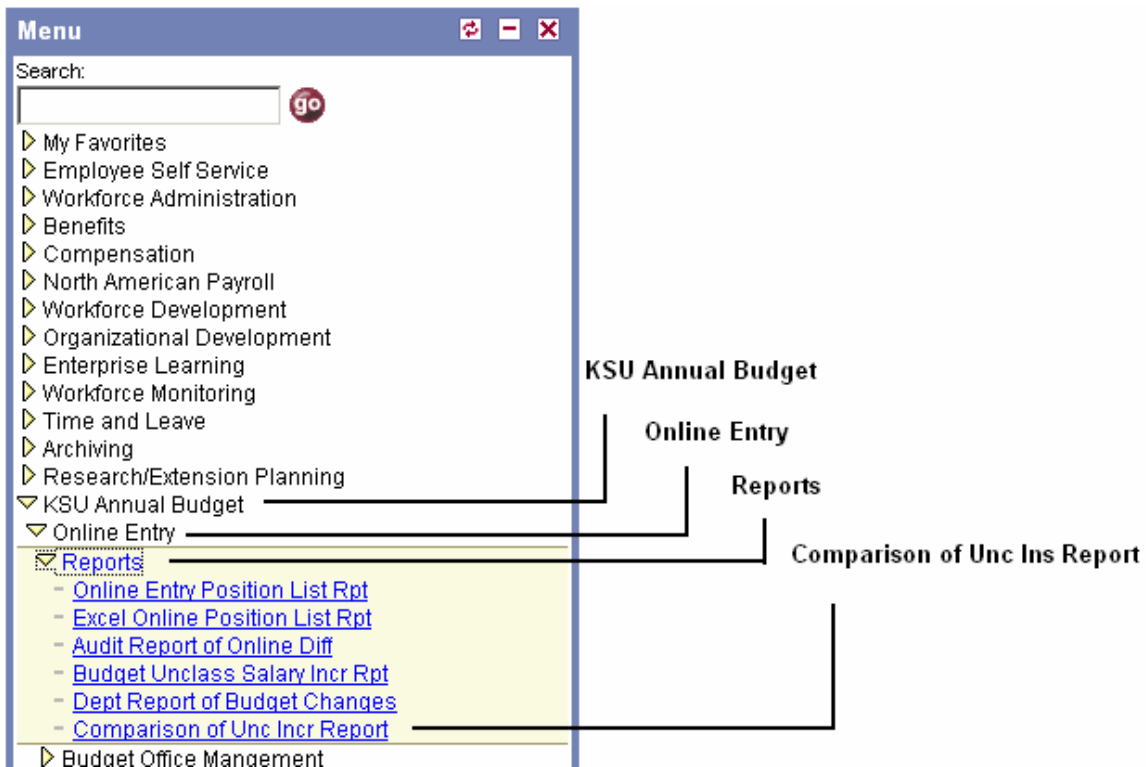 Menu
Search:
go
My Favorites
Employee Self Service
Workforce Administration
Benefits
Compensation
North American Payroll
Workforce Development
Organizational Development
Enterprise Learning
Workforce Monitoring
Time and Leave
Archiving
Research/Extension Planning
KSU Annual Budget
Online Entry
Reports
Online Entry Position List Rpt
Excel Online Position List Rpt
Audit Report of Online Diff
Budget Unclass Salary Incr Rpt
Dept Report of Budget Changes
Comparison of Unc Incr Report
Budget Office Mangement
KSU Annual Budget
Online Entry
Reports
Comparison of Unc Ins Report